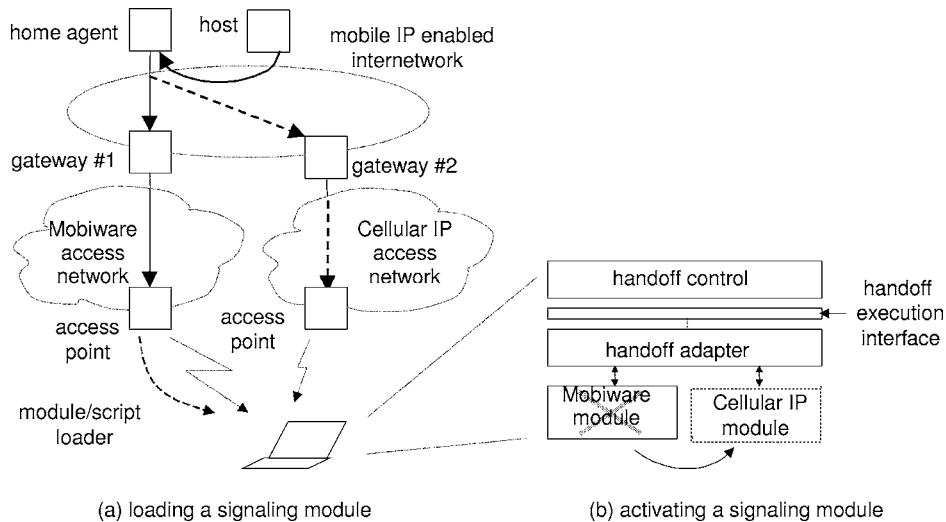 home agent
host
mobile IP enabled
internetwork
gateway #1
gateway #2
Mobiware
access
network
Cellular IP
access
network
access
point
access
point
module/script
loader
handoff control
handoff
execution
interface
handoff adapter
Mobiware
module
Cellular IP
module
(a) loading a signaling module
(b) activating a signaling module